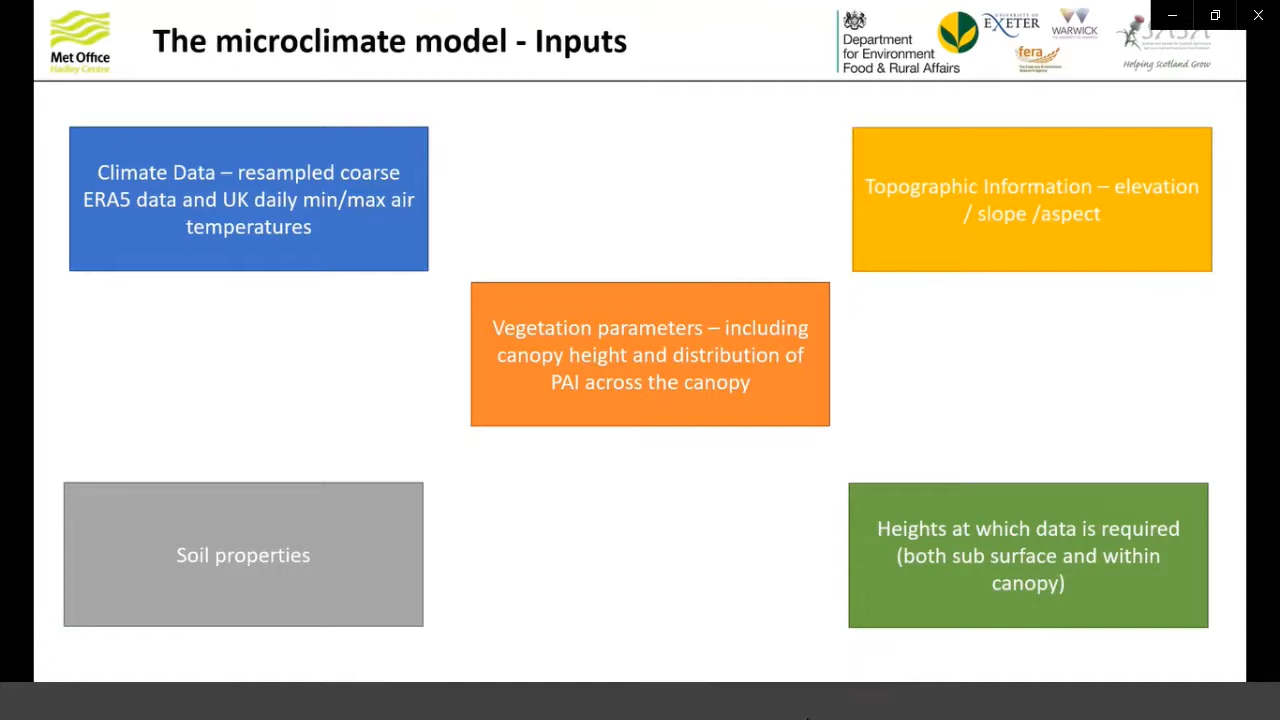 The microclimate model - Inputs
Met Office
Hadley Centre
Department
for Environment
Food & Rural Affairs
UNIVERSITY OF
EXETER
WARWICK
fera
SASA
Helping Scotland Grow
Climate Data – resampled coarse
ERA5 data and UK daily min/max air
temperatures
Topographic Information – elevation
/ slope /aspect
Vegetation parameters – including
canopy height and distribution of
PAI across the canopy
Soil properties
Heights at which data is required
(both sub surface and within
canopy)